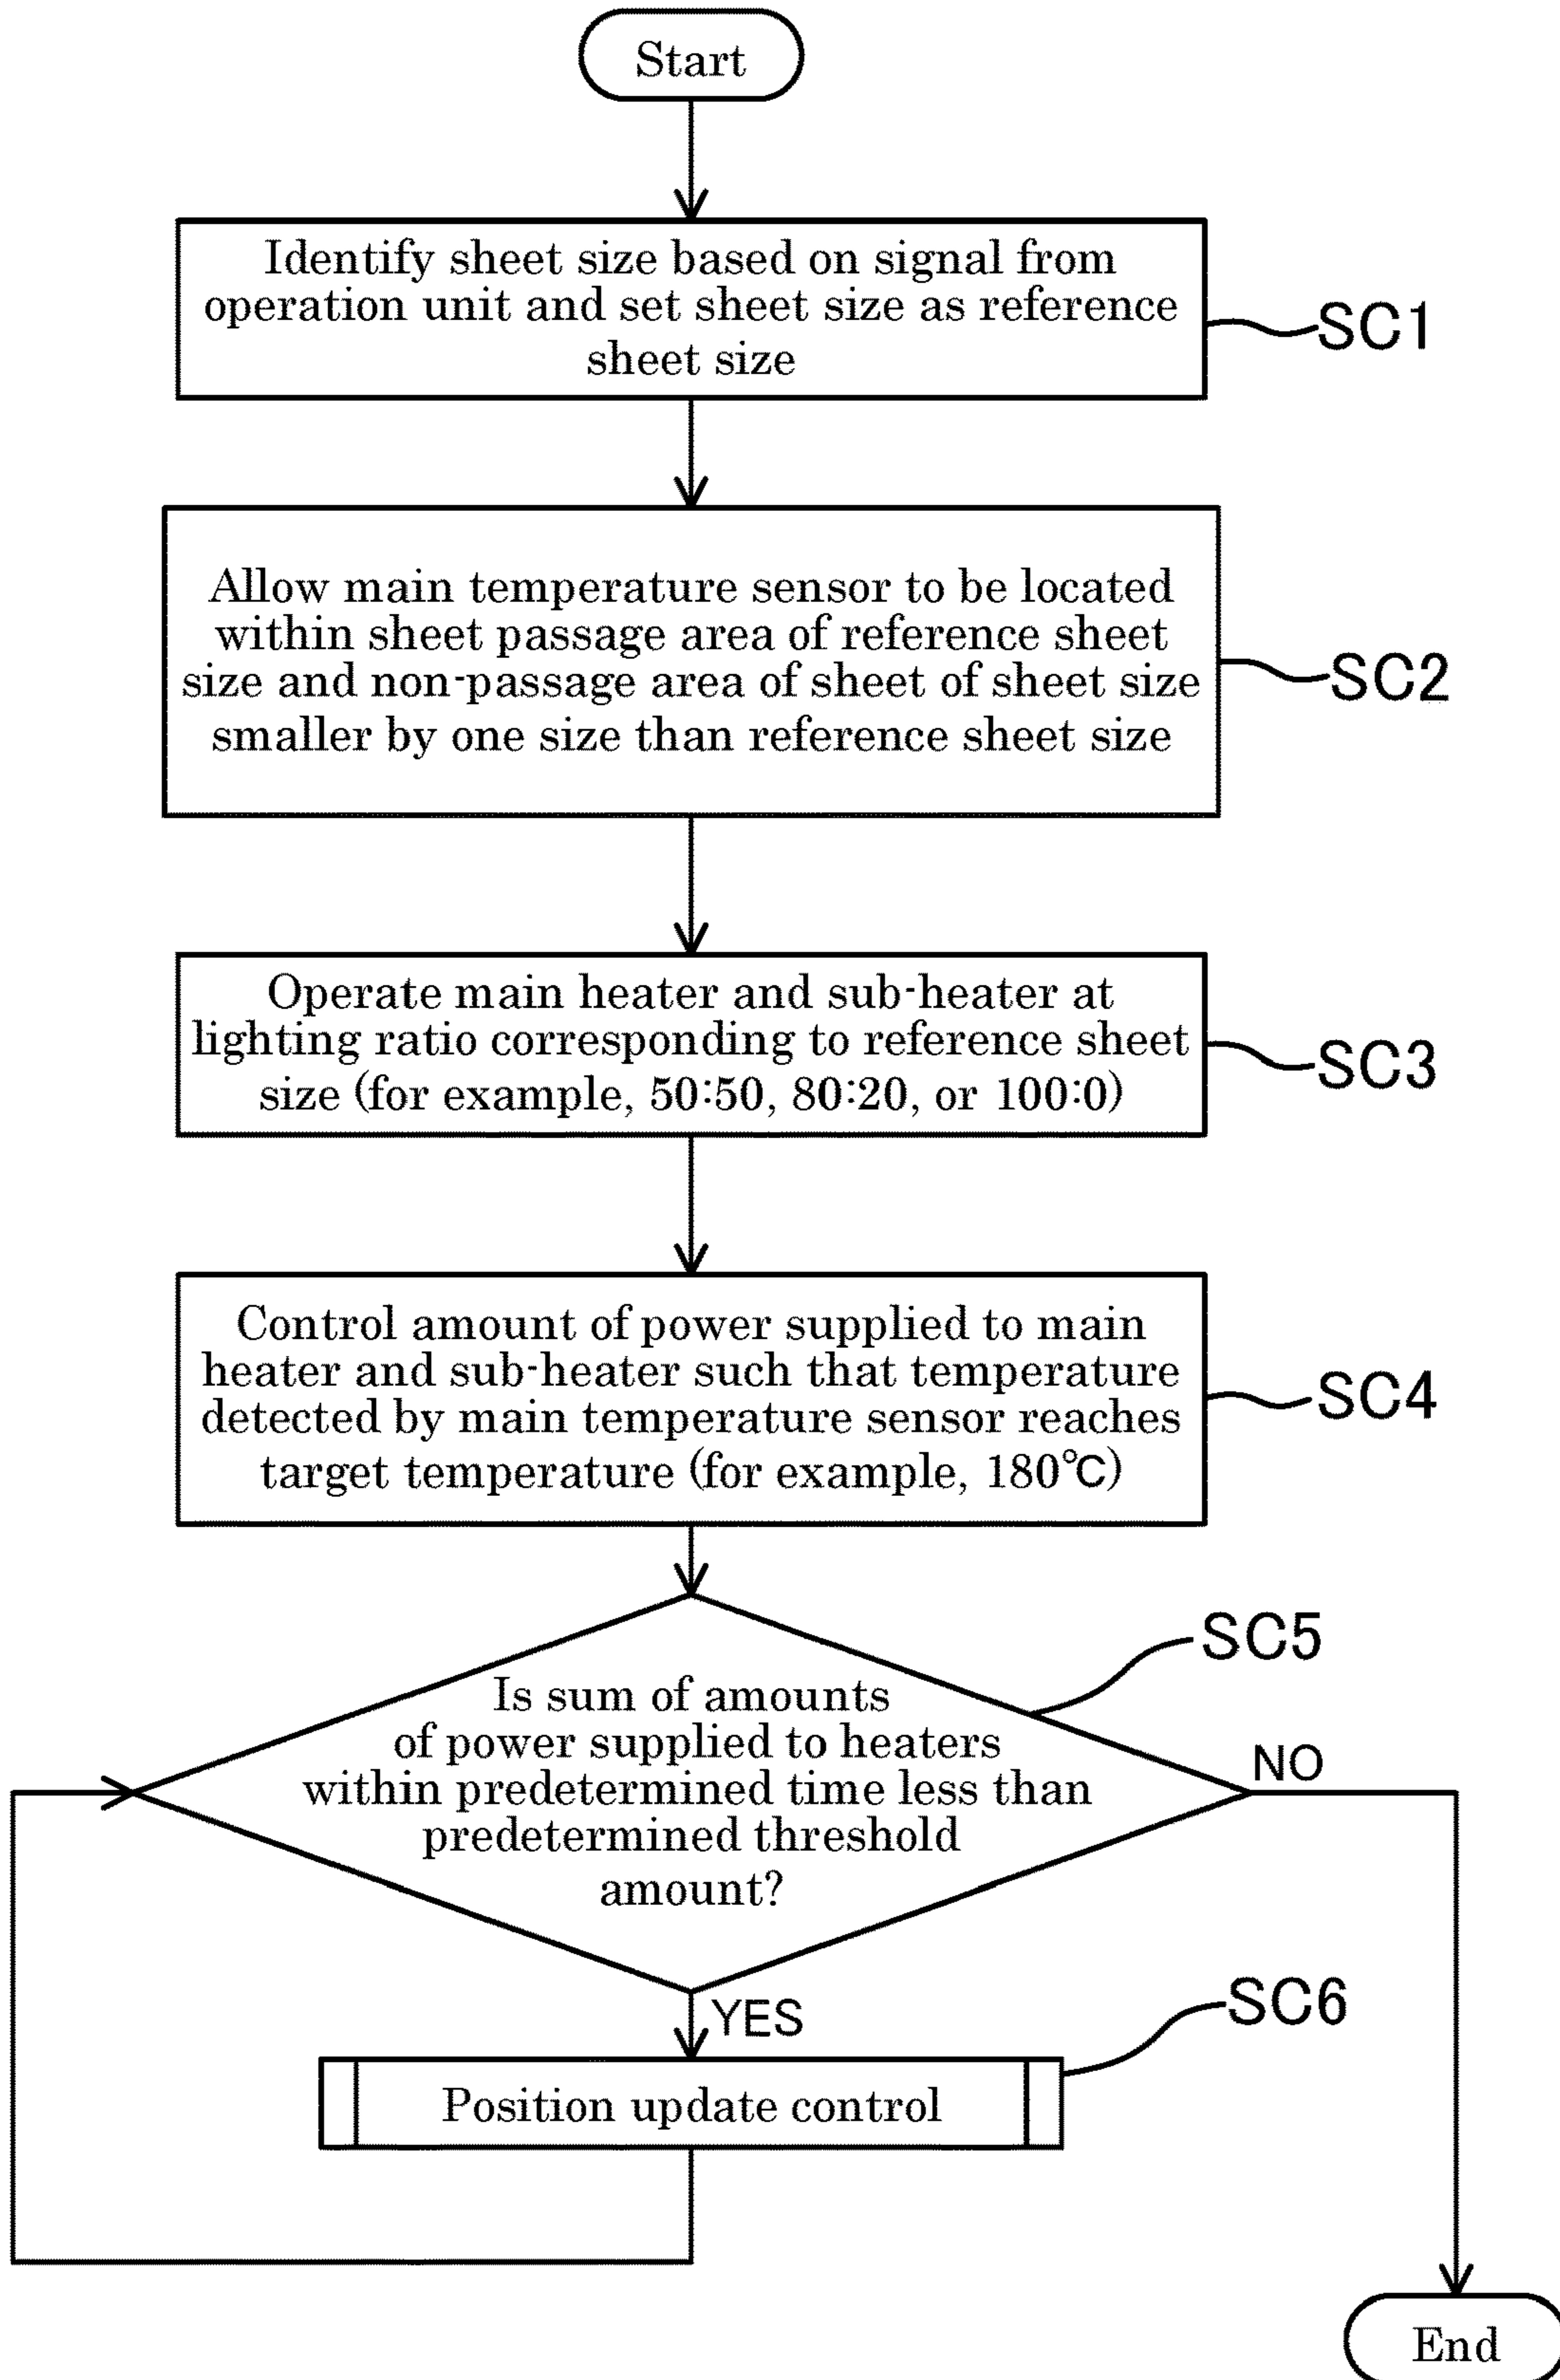 Start
Identify sheet size based on signal from
operation unit and set sheet size as reference
sheet size
SC1
Allow main temperature sensor to be located
within sheet passage area of reference sheet
size and non-passage area of sheet of sheet size
smaller by one size than reference sheet size
SC2
Operate main heater and sub-heater at
lighting ratio corresponding to reference sheet
size (for example, 50:50, 80:20, or 100:0)
SC3
Control amount of power supplied to main
heater and sub-heater such that temperature
detected by main temperature sensor reaches
target temperature (for example, 180℃)
SC4
SC5
Is sum of amounts
of power supplied to heaters
within predetermined time less than
predetermined threshold
amount?
NO
YES
SC6
Position update control
End